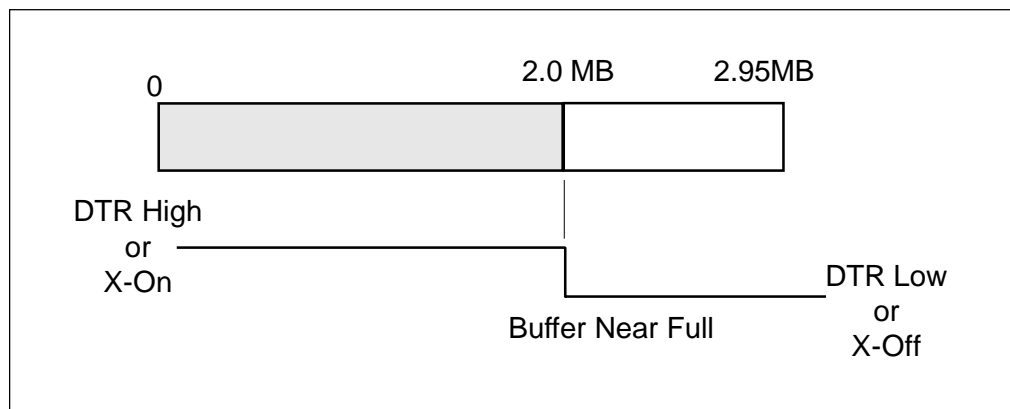 0
2.0 MB
2.95MB
DTR High
or
X-On
Buffer Near Full
DTR Low
or
X-Off